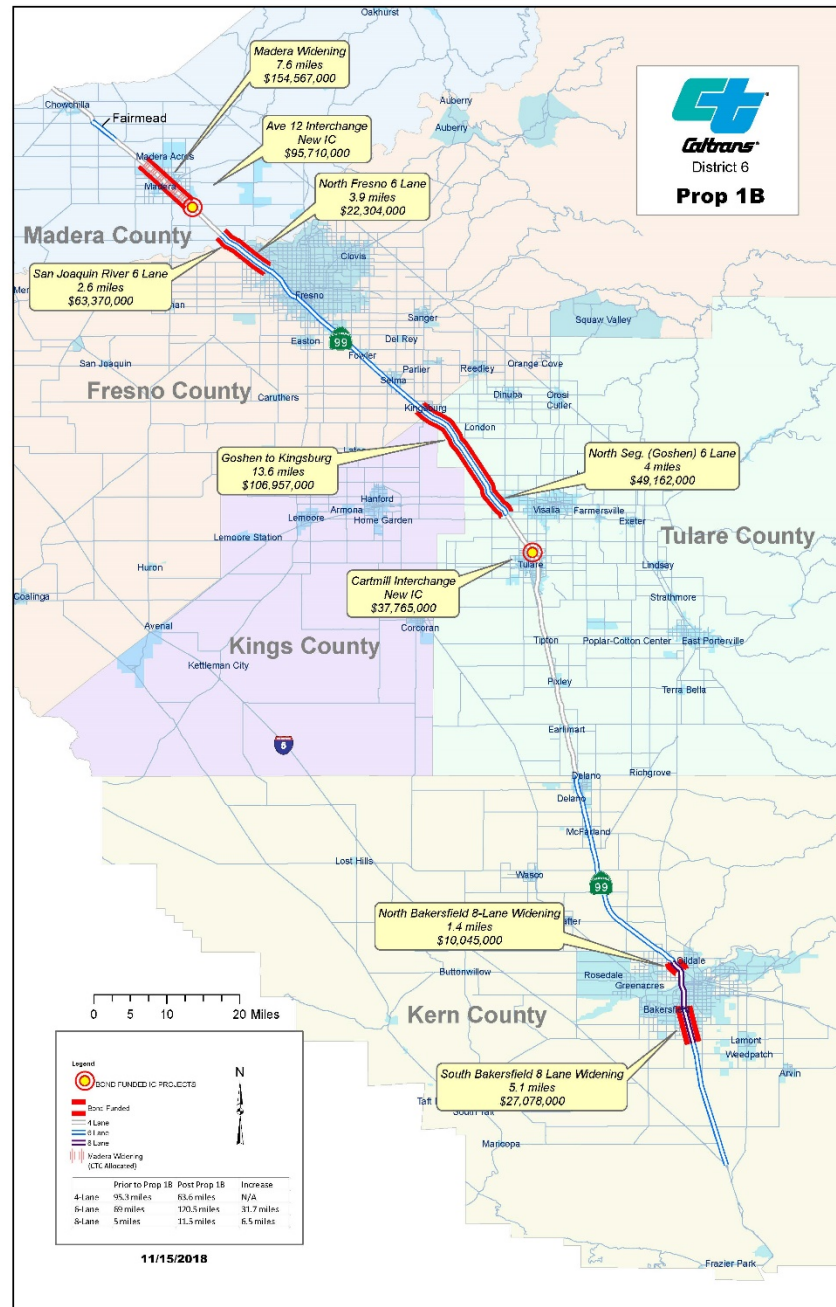 Oakhurst
Madera Widening
7.6 miles
$154,567,000
Chowchilla
Fairmead
Ave 12 Interchange
New IC
$95,710,000
Auberry
Auberry
Caltrans
District 6
Prop 1B
Madera Acres
Madera
North Fresno 6 Lane
3.9 miles
$22,304,000
Madera County
Clovis
San Joaquin River 6 Lane
2.6 miles
$63,370,000
Fresno
Sanger
Squaw Valley
Easton
99
Del Rey
Fowler
San Joaquin
Parlier
Reedley
Orange Cove
Selma
Fresno County
Caruthers
Dinuba
Orosi
Cutler
Kingsburg
London
Goshen to Kingsburg
13.6 miles
$106,957,000
North Seg. (Goshen) 6 Lane
4 miles
$49,162,000
Hanford
Armona
Home Garden
Lemoore
Lemoore Station
Visalia
Farmersville
Exeter
Tulare County
Huron
Tulare
Lindsay
Cartmill Interchange
New IC
$37,765,000
Strathmore
Coalinga
Avenal
Corcoran
Tipton
Poplar-Cotton Center
East Porterville
Kings County
Kettleman City
Pixley
Terra Bella
5
Earlimart
Richgrove
Delano
Delano
McFarland
Lost Hills
Wasco
99
North Bakersfield 8-Lane Widening
1.4 miles
$10,045,000
Buttonwillow
Rosedale
Oildale
Greenacres
0 5 10 20 Miles
Kern County
Bakersfield
Lamont
Weedpatch
Arvin
South Bakersfield 8 Lane Widening
5.1 miles
$27,078,000
Maricopa
Legend
BOND FUNDED IC PROJECTS
N
Bond Funded
4 Lane
6 Lane
8 Lane
Madera Widening
(CTC Allocated)
Prior to Prop 1B Post Prop 1B Increase
4-Lane 95.3 miles 63.6 miles N/A
6-Lane 69 miles 120.5 miles 31.7 miles
8-Lane 5 miles 11.5 miles 6.5 miles
11/15/2018
Frazier Park